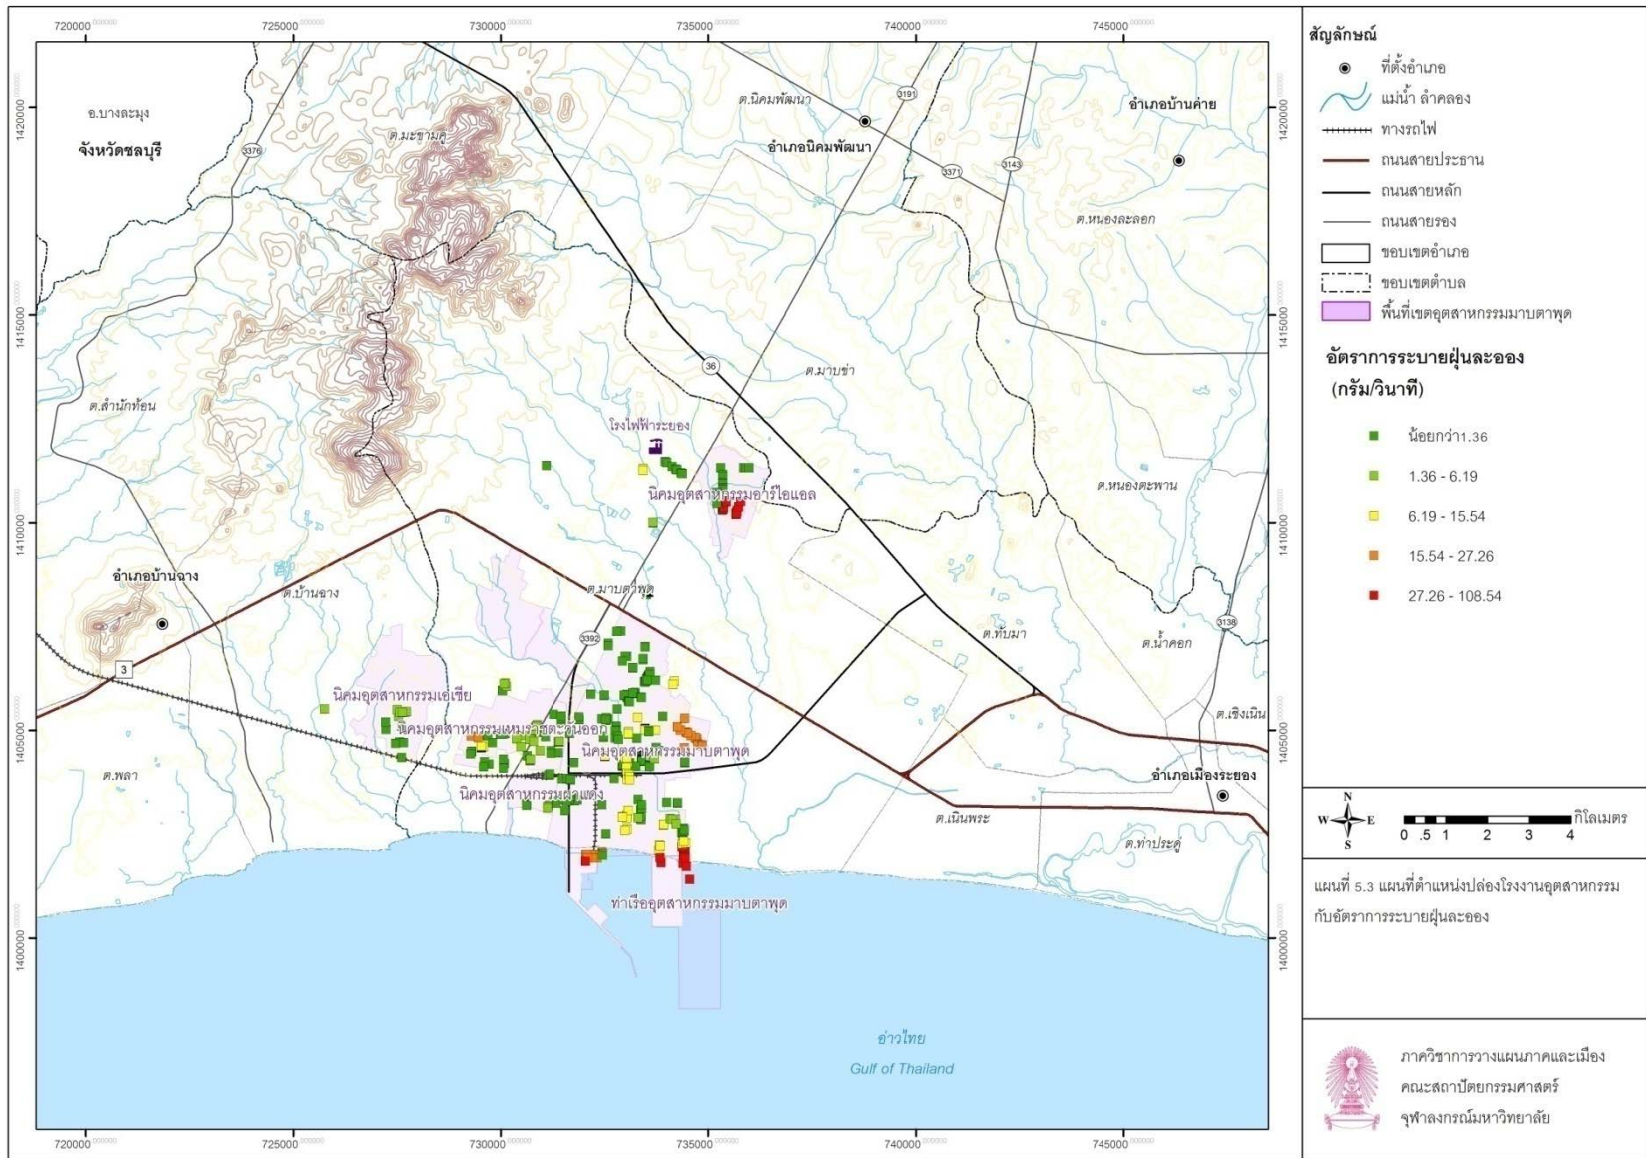 720000 725000 730000 735000 740000 745000
1420000
1415000
1410000
1405000
1400000
1420000
1415000
1410000
1405000
1400000
720000 725000 730000 735000 740000 745000
อ.บางละมุง
จังหวัดชลบุรี
3376
ต.มะขามคู่
ต.นิคมพัฒนา
3191
อำเภอบ้านค่าย
อำเภอนิคมพัฒนา
3371
3143
ต.หนองละลอก
36
ต.มาบข่า
ต.สำนักท้อน
โรงไฟฟ้าระยอง
นิคมอุตสาหกรรมอาร์ไอแอล
ต.หนองตะพาน
อำเภอบ้านฉาง
ต.บ้านฉาง
ต.มาบตาพุด
3392
3
3138
ต.ทับมา
ต.น้ำคอก
นิคมอุตสาหกรรมเอเชีย
นิคมอุตสาหกรรมเหมราชตะวันออก
นิคมอุตสาหกรรมมาบตาพุด
ต.เชิงเนิน
ต.พลา
นิคมอุตสาหกรรมผาแดง
อำเภอเมืองระยอง
ต.เนินพระ
ต.ท่าประดู่
ท่าเรืออุตสาหกรรมมาบตาพุด
อ่าวไทย
Gulf of Thailand
สัญลักษณ์
ที่ตั้งอำเภอ
แม่น้ำ ลำคลอง
ทางรถไฟ
ถนนสายประธาน
ถนนสายหลัก
ถนนสายรอง
ขอบเขตอำเภอ
ขอบเขตตำบล
พื้นที่เขตอุตสาหกรรมมาบตาพุด
อัตราการระบายฝุ่นละออง
(กรัม/วินาที)
น้อยกว่า1.36
1.36 - 6.19
6.19 - 15.54
15.54 - 27.26
27.26 - 108.54
N
W E
S
0 .5 1 2 3 4 กิโลเมตร
แผนที่ 5.3 แผนที่ตำแหน่งปล่องโรงงานอุตสาหกรรม
กับอัตราการระบายฝุ่นละออง
ภาควิชาการวางแผนภาคและเมือง
คณะสถาปัตยกรรมศาสตร์
จุฬาลงกรณ์มหาวิทยาลัย